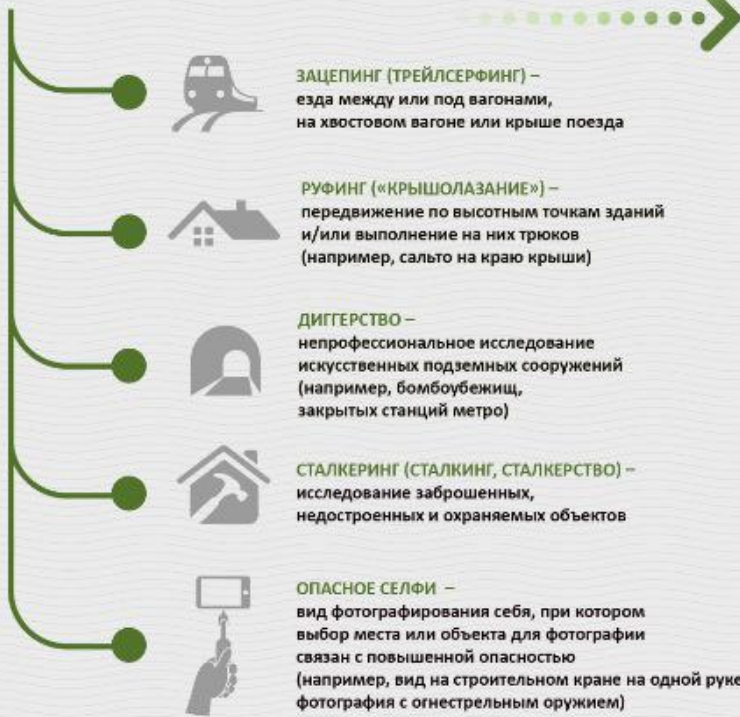 ЗАЦЕПИНГ (ТРЕЙЛСЕРФИНГ) –
езда между или под вагонами,
на хвостовом вагоне или крыше поезда
РУФИНГ («КРЫШОЛАЗАНИЕ») –
передвижение по высотным точкам зданий
и/или выполнение на них трюков
(например, сальто на краю крыши)
ДИГГЕРСТВО –
непрофессиональное исследование
искусственных подземных сооружений
(например, бомбоубежищ,
закрытых станций метро)
СТАЛКЕРИНГ (СТАЛКИНГ, СТАЛКЕРСТВО) –
исследование заброшенных,
недостроенных и охраняемых объектов
ОПАСНОЕ СЕЛФИ –
вид фотографирования себя, при котором
выбор места или объекта для фотографии
связан с повышенной опасностью
(например, вид на строительном кране на одной руке
фотография с огнестрельным оружием)